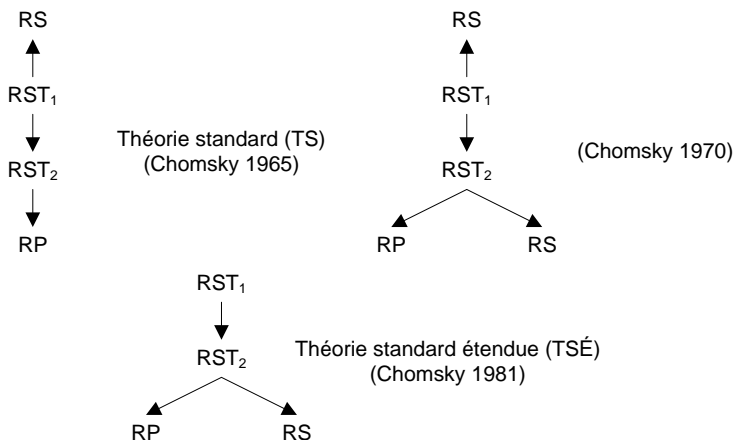 RS
RST₁
RST₂
RP
Théorie standard (TS)
(Chomsky 1965)
RS
RST₁
RST₂
RP RS
(Chomsky 1970)
RST₁
RST₂
RP RS
Théorie standard étendue (TSÉ)
(Chomsky 1981)